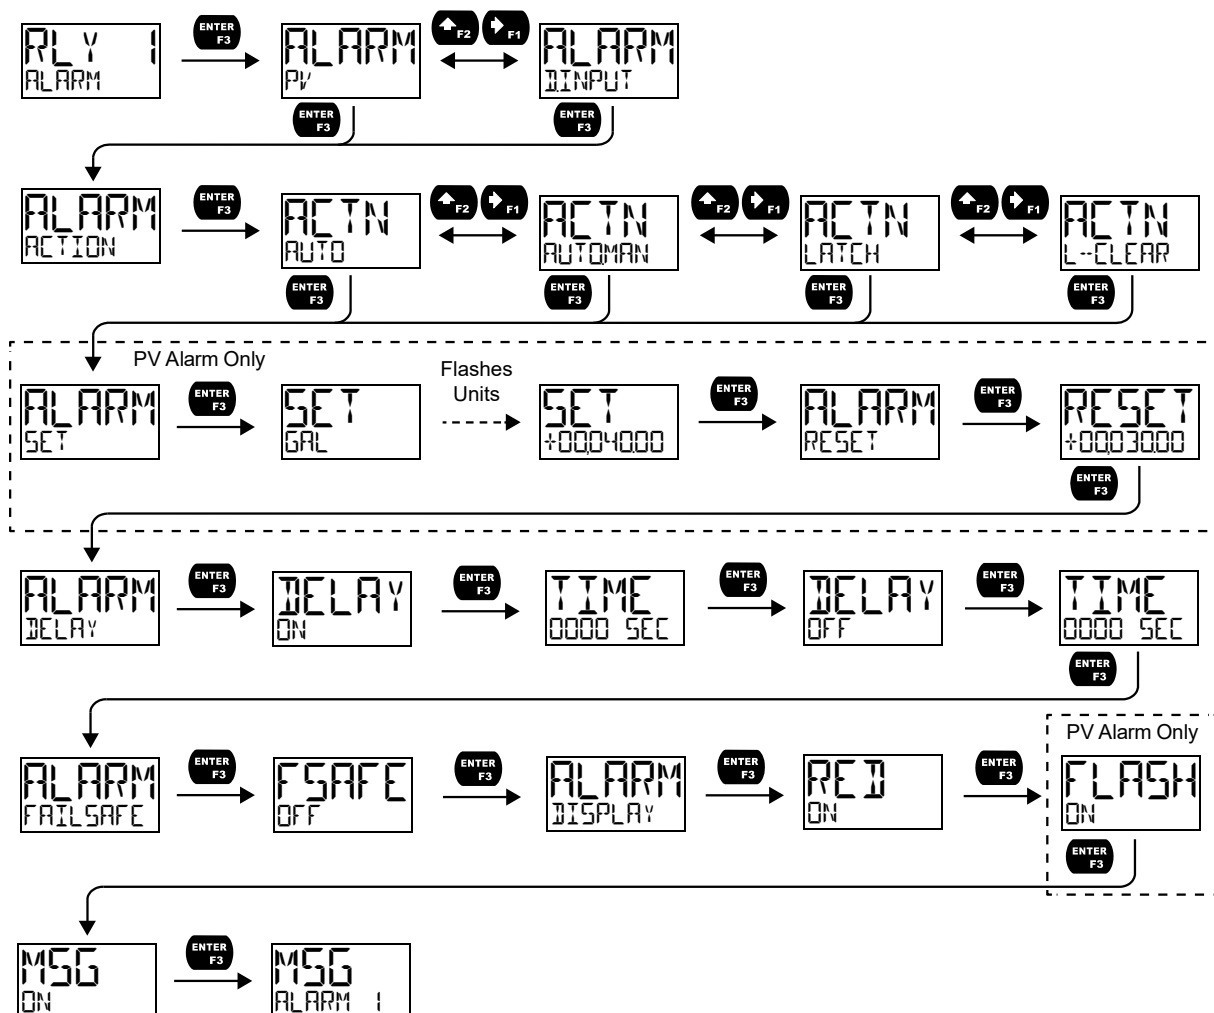 RLY 1
ALARM
ENTER
F3
ALARM
PV
F2
F1
ALARM
D.INPUT
ENTER
F3
ENTER
F3
ALARM
ACTION
ENTER
F3
ACTN
AUTO
F2
F1
ACTN
AUTOMAN
F2
F1
ACTN
LATCH
F2
F1
ACTN
L--CLEAR
ENTER
F3
ENTER
F3
ENTER
F3
ENTER
F3
PV Alarm Only
ALARM
SET
ENTER
F3
SET
GAL
Flashes
Units
SET
+00,040.00
ENTER
F3
ALARM
RESET
ENTER
F3
RESET
+00,030.00
ENTER
F3
ALARM
DELAY
ENTER
F3
DELAY
ON
ENTER
F3
TIME
0000 SEC
ENTER
F3
DELAY
OFF
ENTER
F3
TIME
0000 SEC
ENTER
F3
ALARM
FAILSAFE
ENTER
F3
FSAFE
OFF
ENTER
F3
ALARM
DISPLAY
ENTER
F3
RED
ON
ENTER
F3
PV Alarm Only
FLASH
ON
ENTER
F3
MSG
ON
ENTER
F3
MSG
ALARM 1